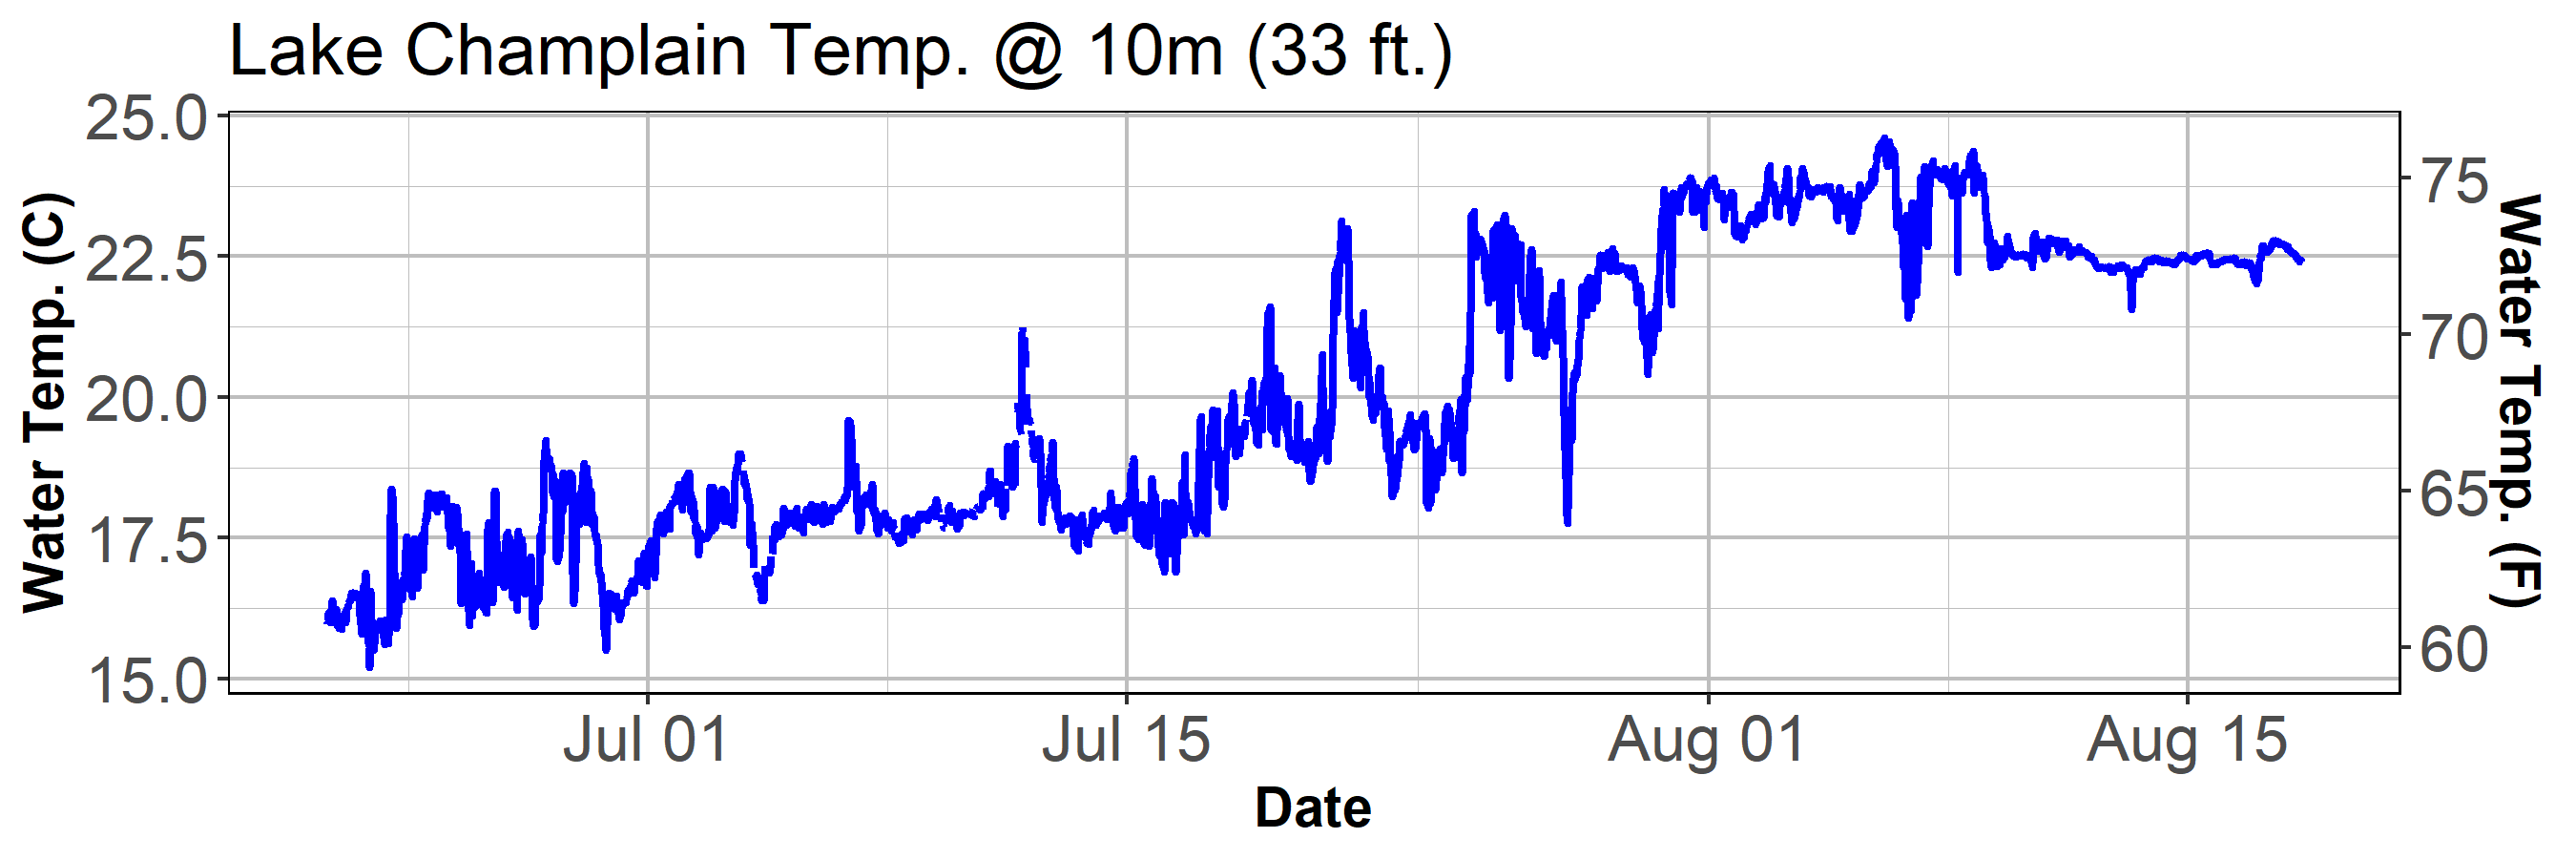 Lake Champlain Temp. @ 10m (33 ft.)
Water Temp. (C)
25.0
22.5
20.0
17.5
15.0
75
70
65
60
Water Temp. (F)
Jul 01
Jul 15
Aug 01
Aug 15
Date